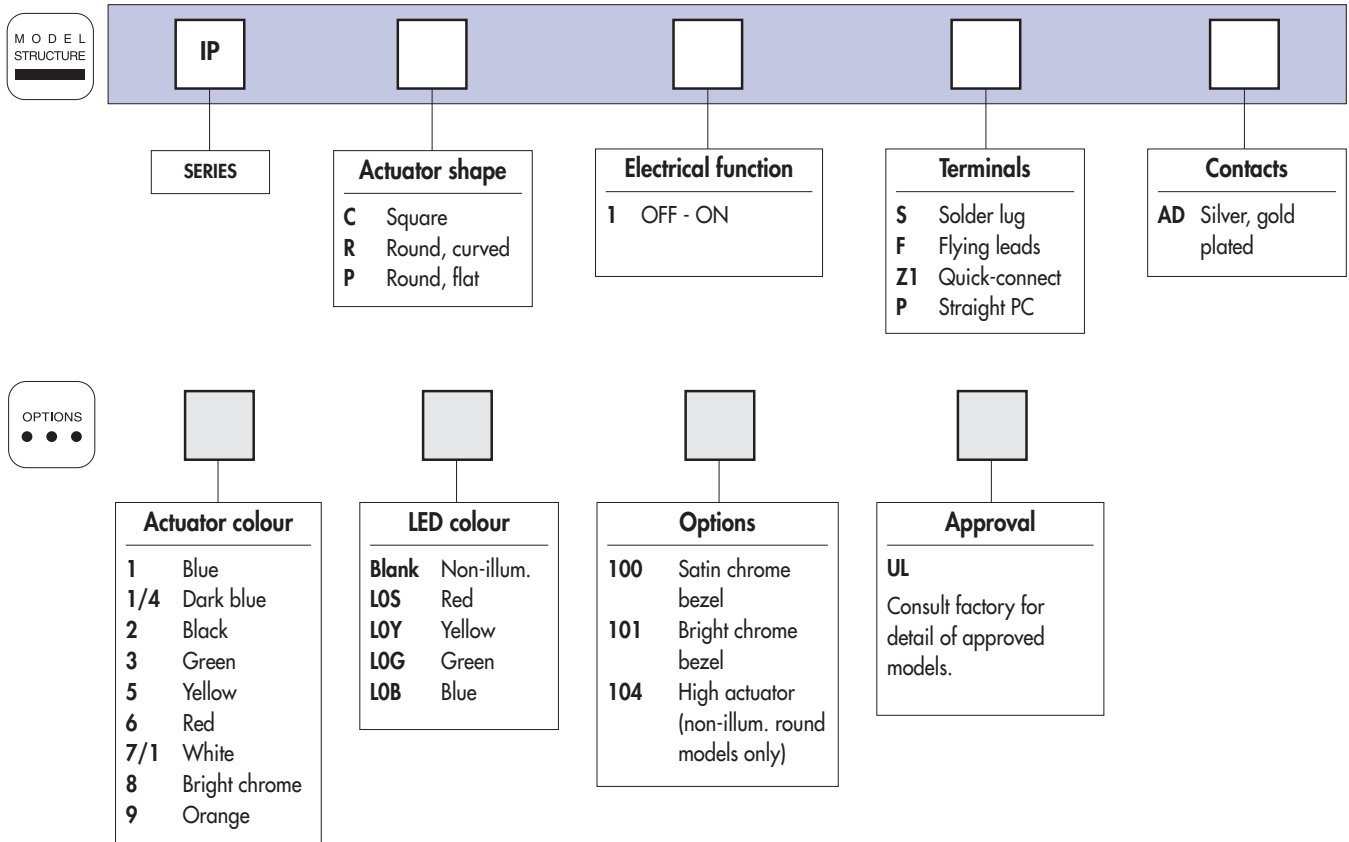 MODEL
STRUCTURE
IP
SERIES
Actuator shape
C Square
R Round, curved
P Round, flat
Electrical function
1 OFF - ON
Terminals
S Solder lug
F Flying leads
Z1 Quick-connect
P Straight PC
Contacts
AD Silver, gold
plated
OPTIONS
Actuator colour
1 Blue
1/4 Dark blue
2 Black
3 Green
5 Yellow
6 Red
7/1 White
8 Bright chrome
9 Orange
LED colour
Blank Non-illum.
L0S Red
L0Y Yellow
L0G Green
L0B Blue
Options
100 Satin chrome
bezel
101 Bright chrome
bezel
104 High actuator
(non-illum. round
models only)
Approval
UL
Consult factory for
detail of approved
models.